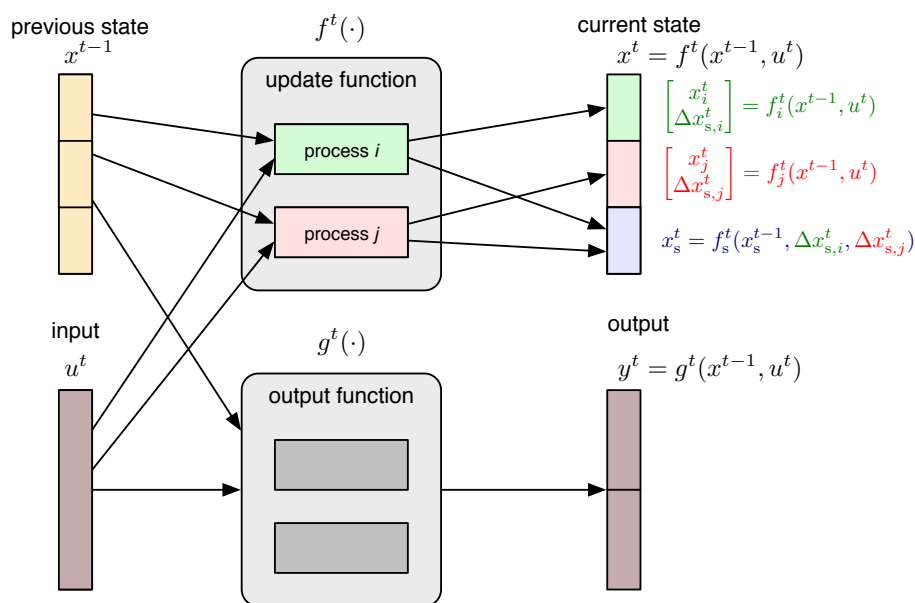 previous state
x^{t-1}
f^t(·)
update function
process i
process j
current state
x^t = f^t(x^{t-1}, u^t)
[x_i^t; Δx_{s,i}^t] = f_i^t(x^{t-1}, u^t)
[x_j^t; Δx_{s,j}^t] = f_j^t(x^{t-1}, u^t)
x_s^t = f_s^t(x_s^{t-1}, Δx_{s,i}^t, Δx_{s,j}^t)
input
u^t
g^t(·)
output function
output
y^t = g^t(x^{t-1}, u^t)